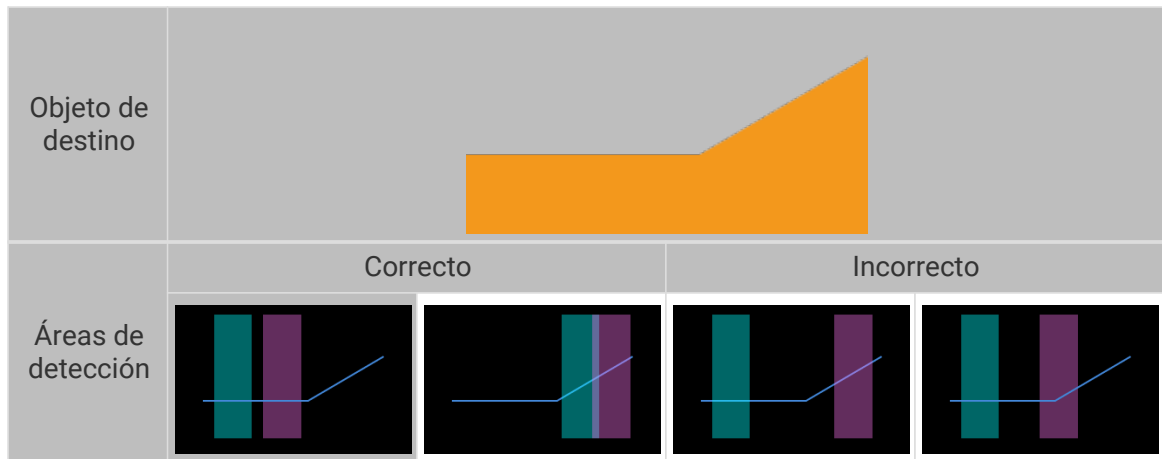 Objeto de
destino
Correcto
Incorrecto
Áreas de
detección